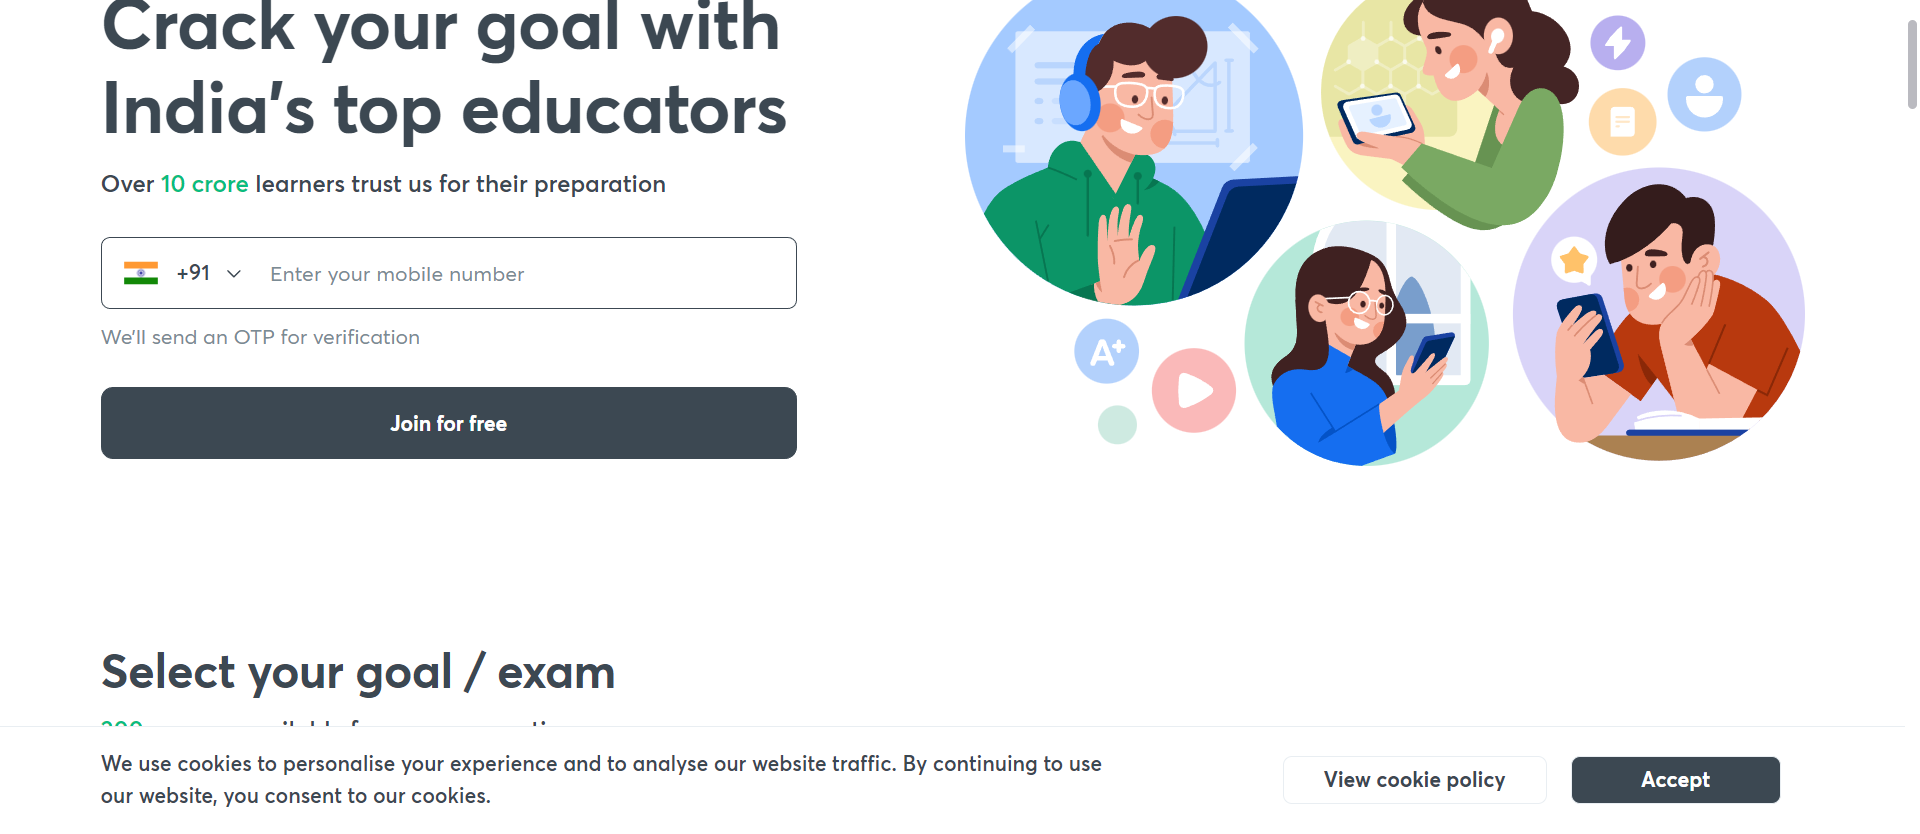 Crack your goal with
India's top educators
Over 10 crore learners trust us for their preparation
+91 Enter your mobile number
We'll send an OTP for verification
Join for free
A+
Select your goal / exam
We use cookies to personalise your experience and to analyse our website traffic. By continuing to use
our website, you consent to our cookies.
View cookie policy
Accept